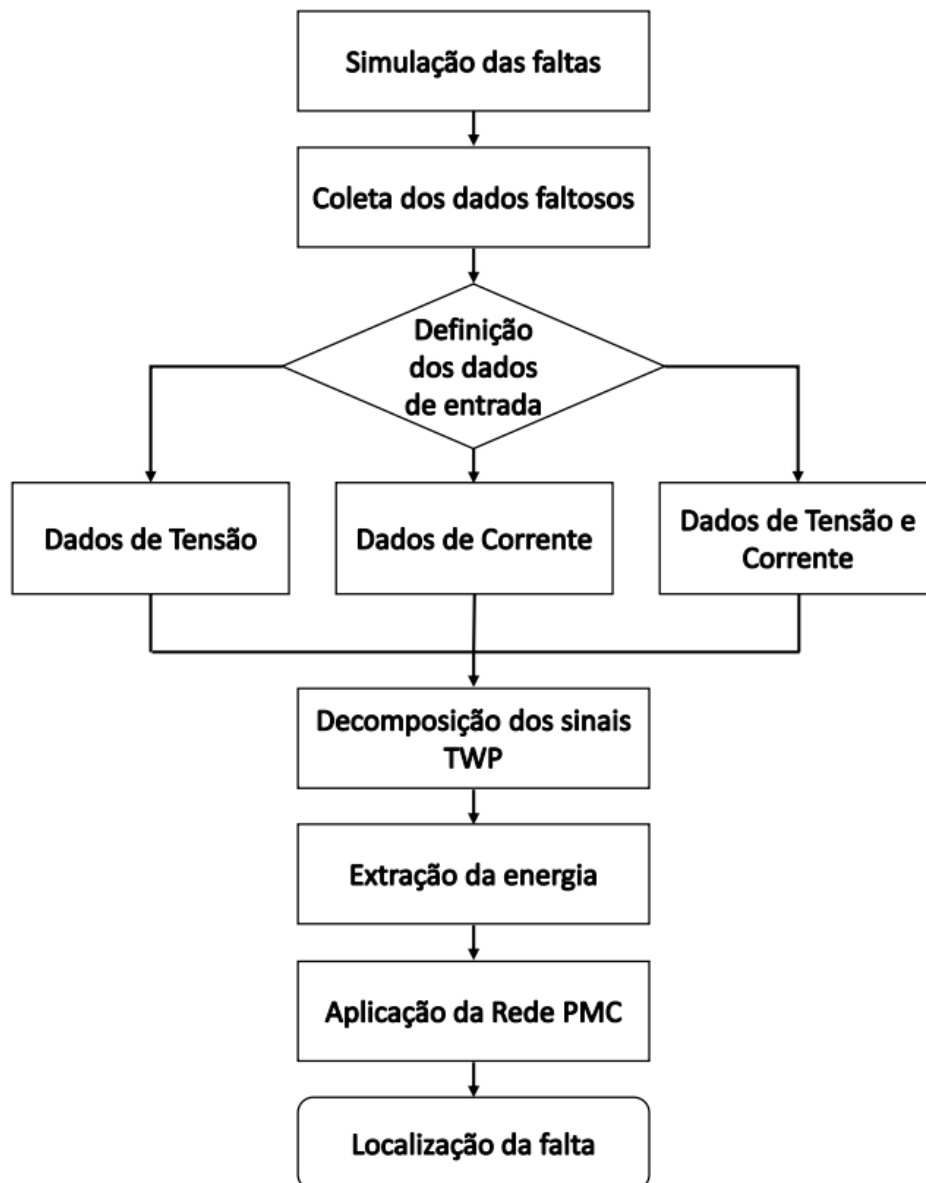 Simulação das faltas
Coleta dos dados faltosos
Definição
dos dados
de entrada
Dados de Tensão
Dados de Corrente
Dados de Tensão e
Corrente
Decomposição dos sinais
TWP
Extração da energia
Aplicação da Rede PMC
Localização da falta